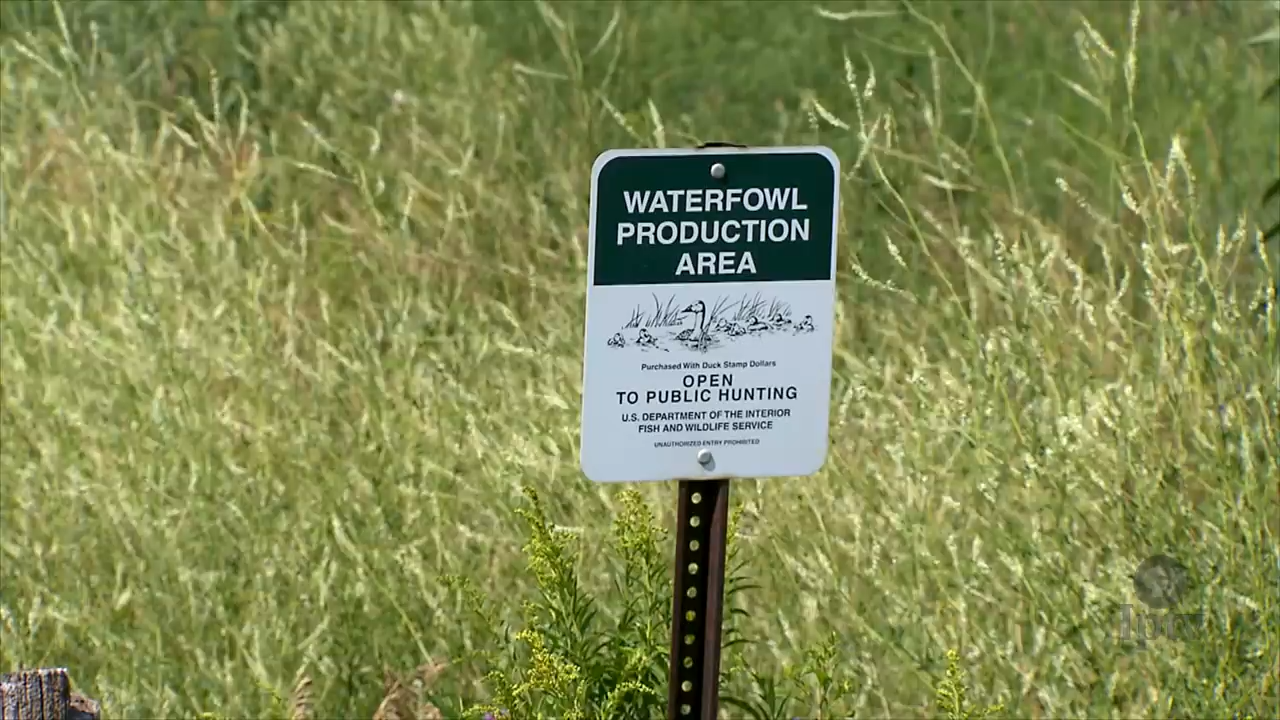 WATERFOWL
PRODUCTION
AREA
Purchased With Duck Stamp Dollars
OPEN
TO PUBLIC HUNTING
U.S. DEPARTMENT OF THE INTERIOR
FISH AND WILDLIFE SERVICE
UNAUTHORIZED ENTRY PROHIBITED
lptv